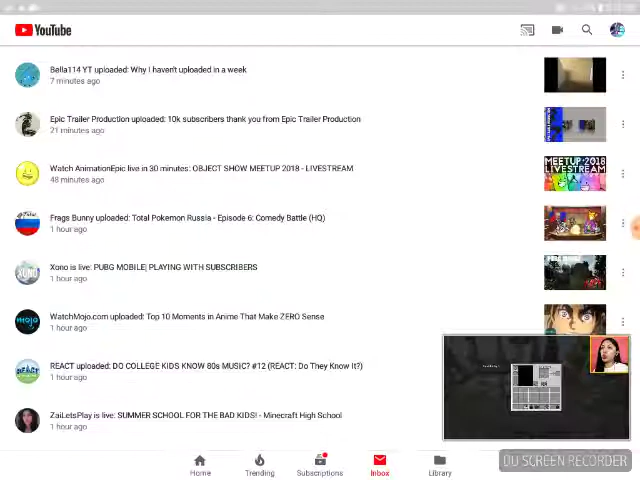 YouTube
Bella114 YT uploaded: Why I haven't uploaded in a week
7 minutes ago
Epic Trailer Production uploaded: 10k subscribers thank you from Epic Trailer Production
21 minutes ago
Watch AnimationEpic live in 30 minutes: OBJECT SHOW MEETUP 2018 - LIVESTREAM
48 minutes ago
MEETUP 2018
LIVESTREAM
Frags Bunny uploaded: Total Pokemon Russia - Episode 6: Comedy Battle (HQ)
1 hour ago
XONO
Xono is live: PUBG MOBILE| PLAYING WITH SUBSCRIBERS
1 hour ago
mojo
WatchMojo.com uploaded: Top 10 Moments in Anime That Make ZERO Sense
1 hour ago
REACT
REACT uploaded: DO COLLEGE KIDS KNOW 80s MUSIC? #12 (REACT: Do They Know It?)
1 hour ago
ZaiLetsPlay is live: SUMMER SCHOOL FOR THE BAD KIDS! - Minecraft High School
1 hour ago
Home
Trending
Subscriptions
Inbox
Library
DU SCREEN RECORDER